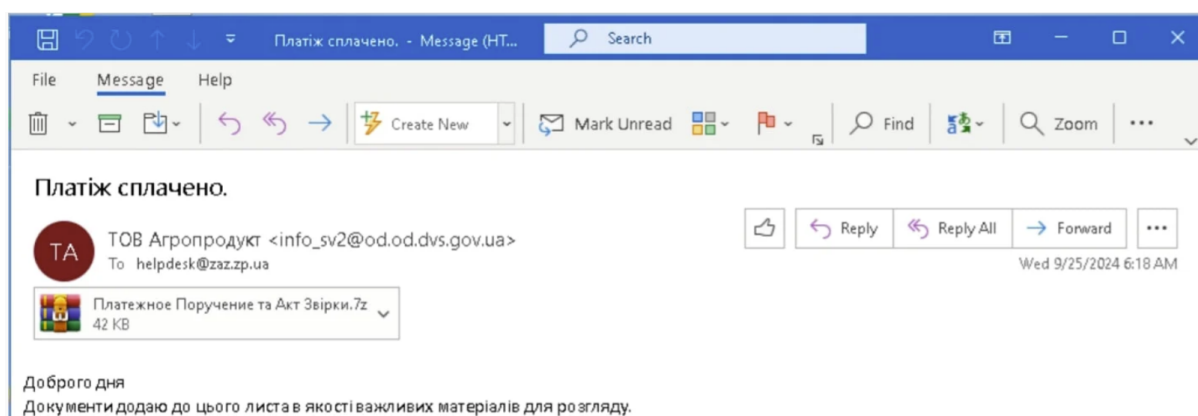 Платіж сплачено. - Message (HT...
Search
File Message Help
Create New
Mark Unread
Find
Zoom
Платіж сплачено.
TA
ТОВ Агропродукт <info_sv2@od.od.dvs.gov.ua>
To helpdesk@zaz.zp.ua
Reply
Reply All
Forward
Wed 9/25/2024 6:18 AM
Платежное Поручение та Акт Звірки.7z
42 KB
Доброго дня
Документи додаю до цього листа в якості важливих матеріалів для розгляду.